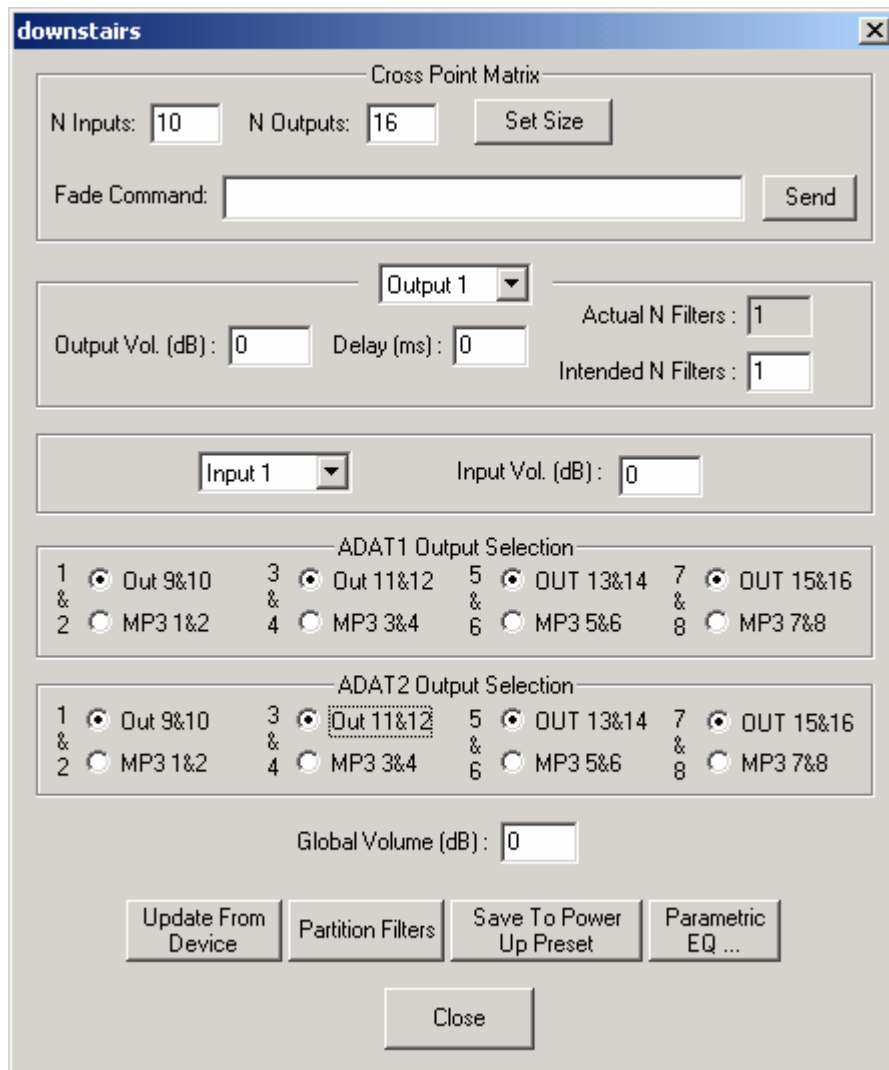 downstairs
Cross Point Matrix
N Inputs: 10 N Outputs: 16 Set Size
Fade Command: Send
Output 1
Output Vol. (dB) : 0 Delay (ms) : 0 Actual N Filters : 1
Intended N Filters : 1
Input 1 Input Vol. (dB) : 0
ADAT1 Output Selection
1 & 2 Out 9&10 3 & 4 Out 11&12 5 & 6 OUT 13&14 7 & 8 OUT 15&16
MP3 1&2 MP3 3&4 MP3 5&6 MP3 7&8
ADAT2 Output Selection
1 & 2 Out 9&10 3 & 4 Out 11&12 5 & 6 OUT 13&14 7 & 8 OUT 15&16
MP3 1&2 MP3 3&4 MP3 5&6 MP3 7&8
Global Volume (dB) : 0
Update From Device Partition Filters Save To Power Up Preset Parametric EQ ...
Close